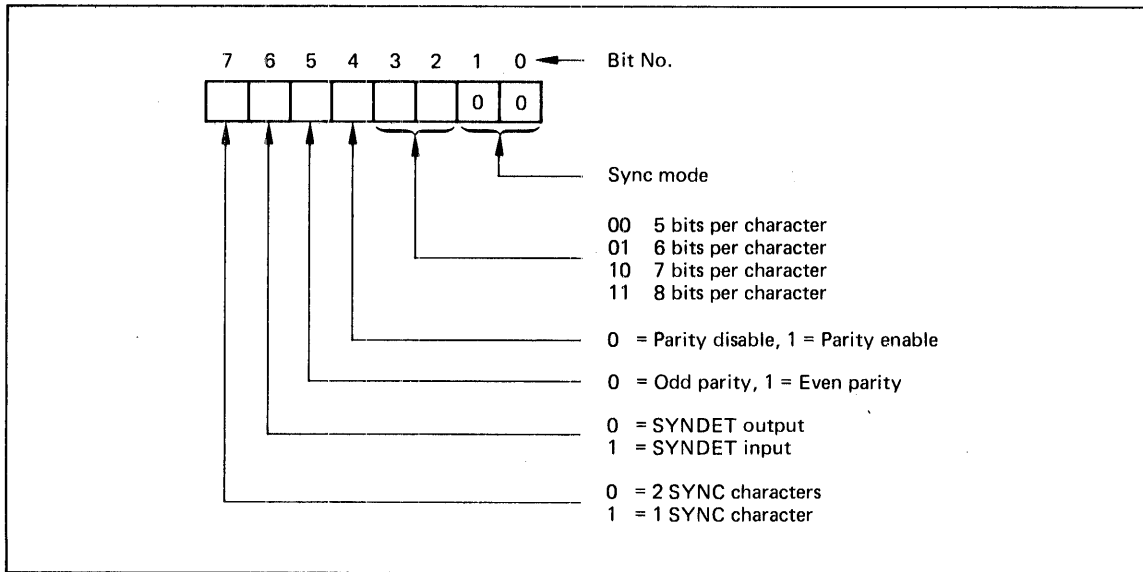 7 6 5 4 3 2 1 0 Bit No.
0 0
Sync mode
00 5 bits per character
01 6 bits per character
10 7 bits per character
11 8 bits per character
0 = Parity disable, 1 = Parity enable
0 = Odd parity, 1 = Even parity
0 = SYNDET output
1 = SYNDET input
0 = 2 SYNC characters
1 = 1 SYNC character